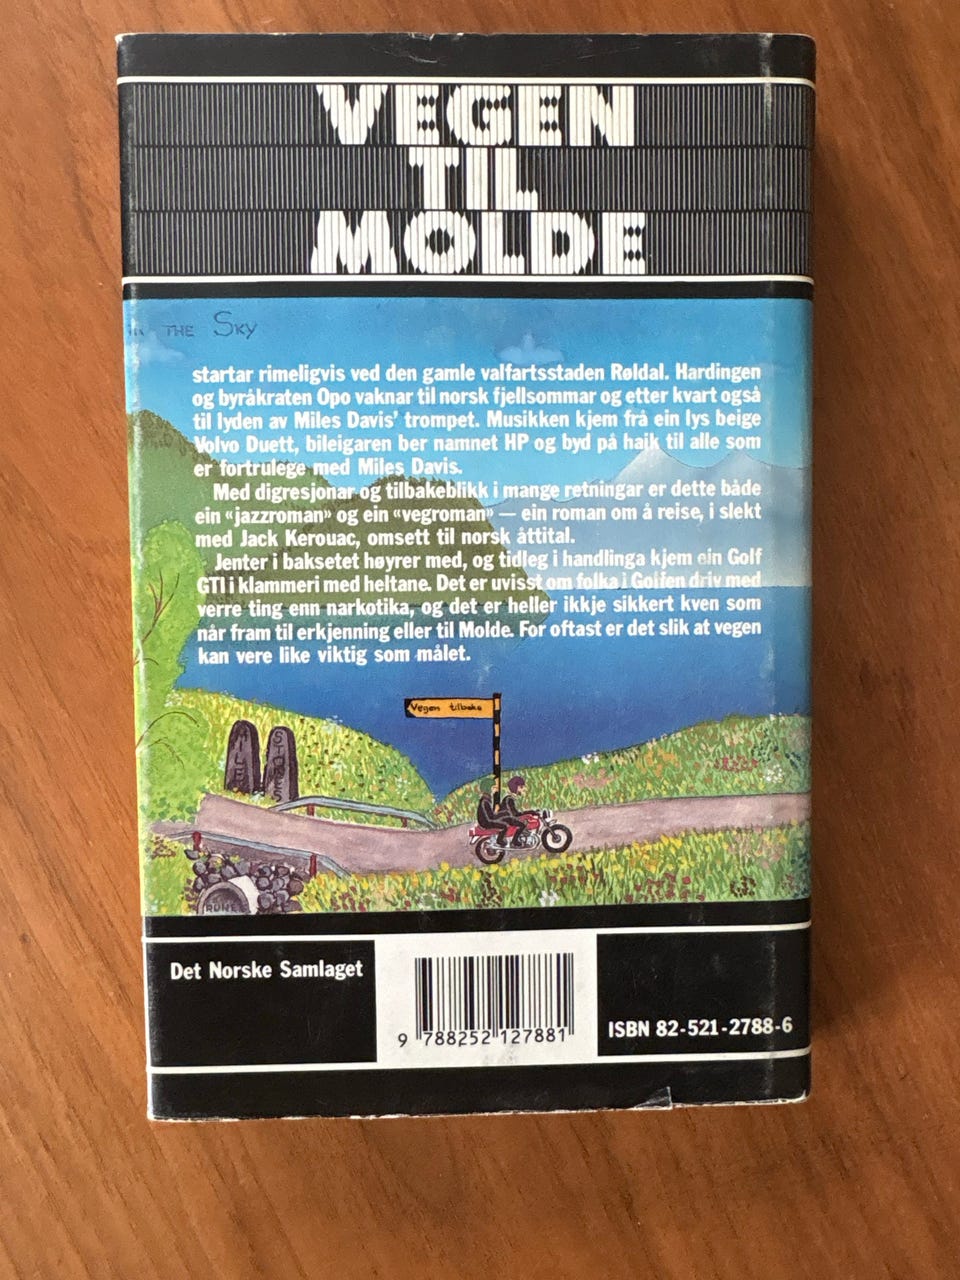 VEGEN
TIL
MOLDE
IN THE SKY
startar rimeligvis ved den gamle valfartsstaden Røldal. Hardingen
og byråkraten Opo vaknar til norsk fjellsommar og etter kvart også
til lyden av Miles Davis' trompet. Musikken kjem frå ein lys beige
Volvo Duett, bileigaren ber namnet HP og byd på haik til alle som
er fortrulege med Miles Davis.
Med digresjonar og tilbakeblikk i mange retningar er dette både
ein «jazzroman» og ein «vegroman» — ein roman om å reise, i slekt
med Jack Kerouac, omsett til norsk åttital.
Jenter i baksetet høyrer med, og tidleg i handlinga kjem ein Golf
GTI i klammeri med heltane. Det er uvisst om folka i Golfen driv med
verre ting enn narkotika, og det er heller ikkje sikkert kven som
når fram til erkjenning eller til Molde. For oftast er det slik at vegen
kan vere like viktig som målet.
Vegen tilbake
MILE
STONES
RUNE
Det Norske Samlaget
9 788252 127881
ISBN 82-521-2788-6